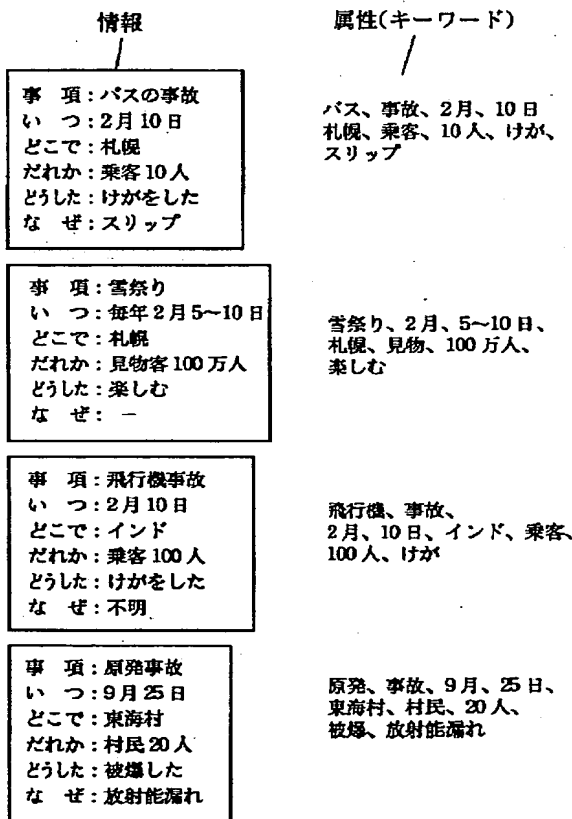 情報
属性(キーワード)
事 項:バスの事故
い つ:2月10日
どこで:札幌
だれか:乗客10人
どうした:けがをした
な ぜ:スリップ
バス、事故、2月、10日
札幌、乗客、10人、けが、
スリップ
事 項:雪祭り
い つ:毎年2月5~10日
どこで:札幌
だれか:見物客100万人
どうした:楽しむ
な ぜ: -
雪祭り、2月、5~10日、
札幌、見物、100万人、
楽しむ
事 項:飛行機事故
い つ:2月10日
どこで:インド
だれか:乗客100人
どうした:けがをした
な ぜ:不明
飛行機、事故、
2月、10日、インド、乗客、
100人、けが
事 項:原発事故
い つ:9月25日
どこで:東海村
だれか:村民20人
どうした:被爆した
な ぜ:放射能漏れ
原発、事故、9月、25日、
東海村、村民、20人、
被爆、放射能漏れ